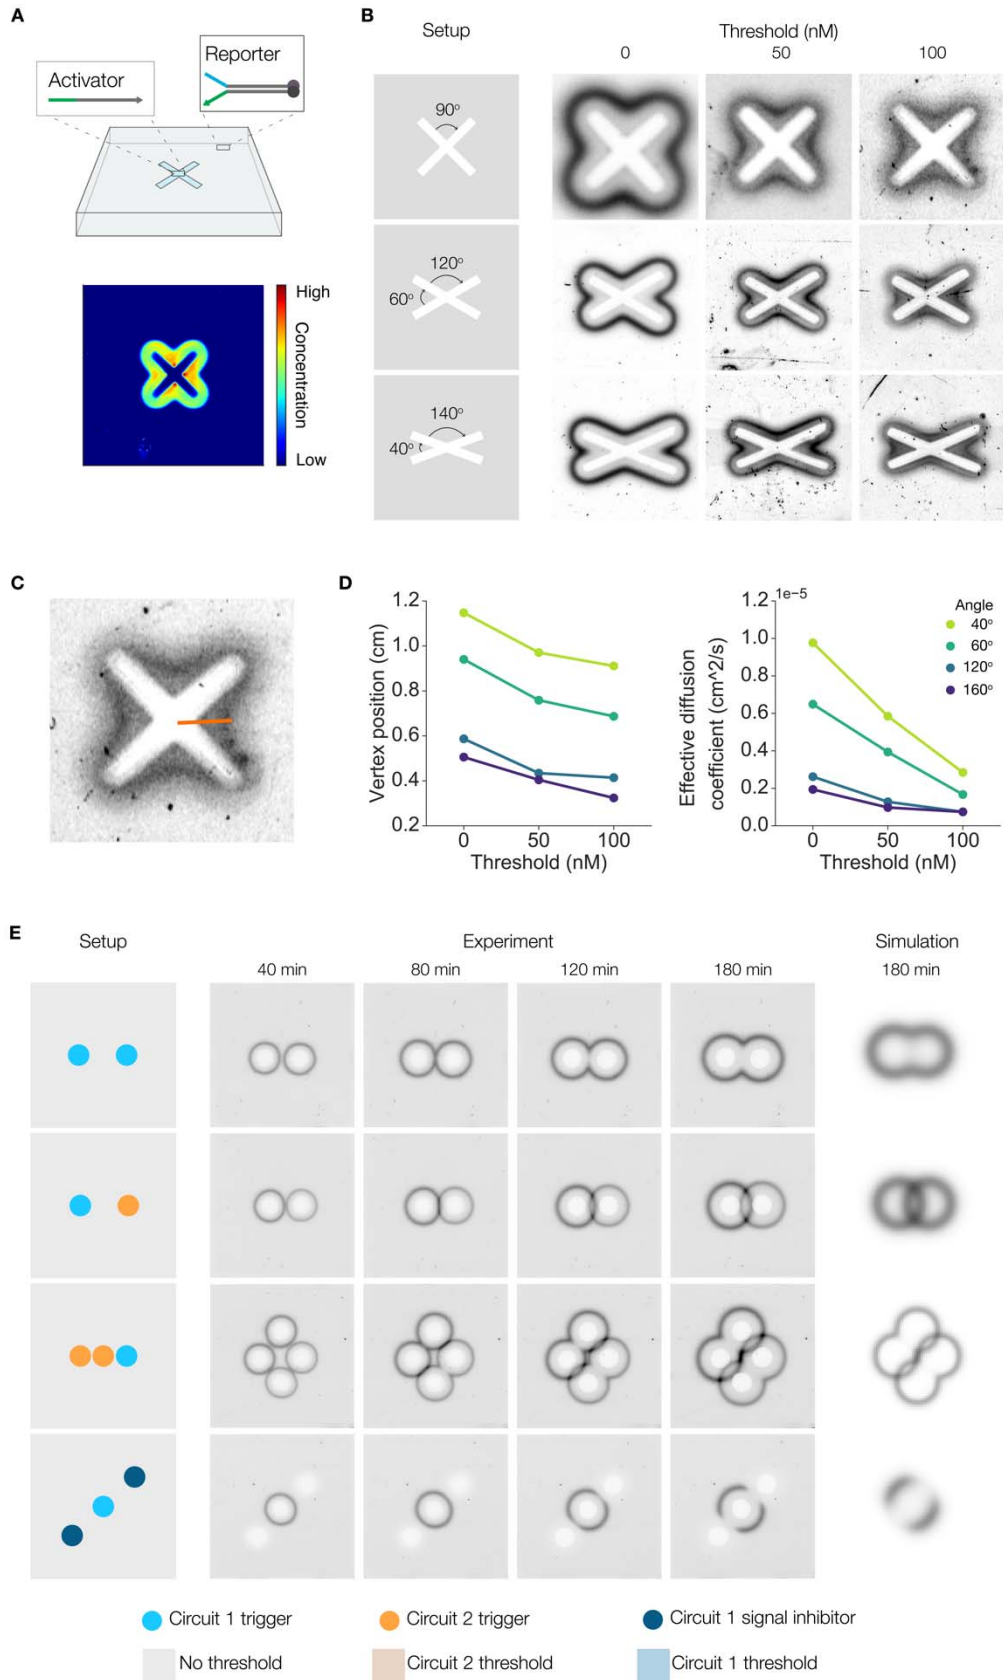 A
Activator
Reporter
High
Concentration
Low
B
Setup
Threshold (nM)
0
50
100
90°
120°
60°
140°
40°
C
D
1.2
1.0
0.8
0.6
0.4
0.2
Vertex position (cm)
0
50
100
Threshold (nM)
1e-5
1.2
1.0
0.8
0.6
0.4
0.2
0.0
Effective diffusion
coefficient (cm^2/s)
0
50
100
Threshold (nM)
Angle
40°
60°
120°
160°
E
Setup
Experiment
Simulation
40 min
80 min
120 min
180 min
180 min
Circuit 1 trigger
Circuit 2 trigger
Circuit 1 signal inhibitor
No threshold
Circuit 2 threshold
Circuit 1 threshold